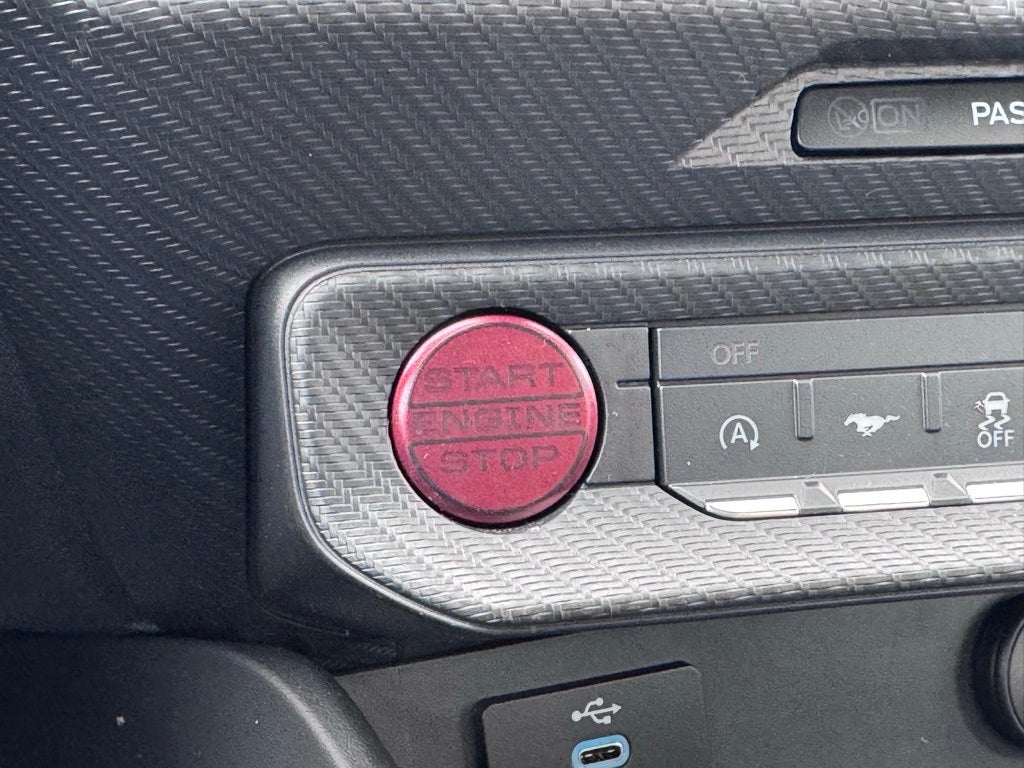 ON PAS
START
ENGINE
STOP
OFF
A
OFF